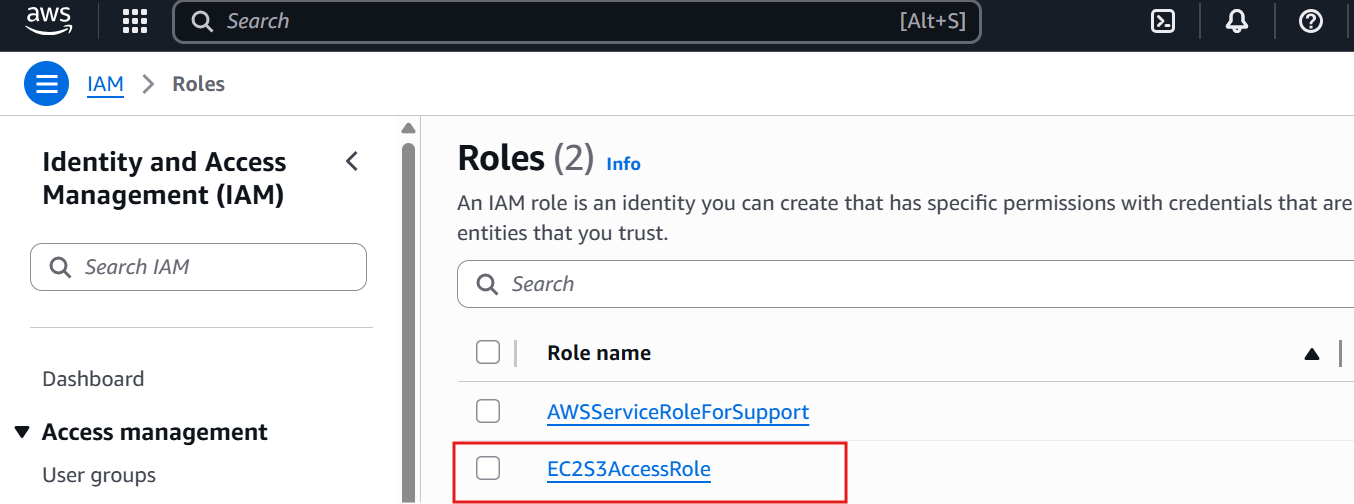 aws
Search
[Alt+S]
IAM
Roles
Identity and Access
Management (IAM)
Search IAM
Dashboard
Access management
User groups
Roles (2) Info
An IAM role is an identity you can create that has specific permissions with credentials that are
entities that you trust.
Search
Role name
AWSServiceRoleForSupport
EC2S3AccessRole